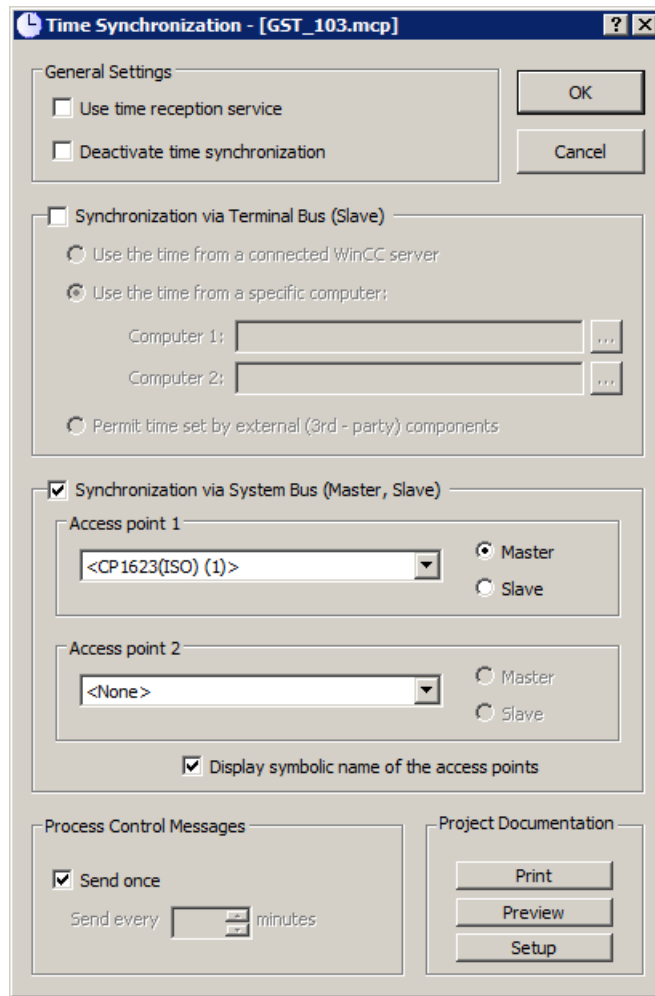 Time Synchronization - [GST_103.mcp]
General Settings
Use time reception service
Deactivate time synchronization
OK
Cancel
Synchronization via Terminal Bus (Slave)
Use the time from a connected WinCC server
Use the time from a specific computer:
Computer 1:
...
Computer 2:
...
Permit time set by external (3rd - party) components
Synchronization via System Bus (Master, Slave)
Access point 1
<CP1623(ISO) (1)>
Master
Slave
Access point 2
<None>
Master
Slave
Display symbolic name of the access points
Process Control Messages
Send once
Send every minutes
Project Documentation
Print
Preview
Setup